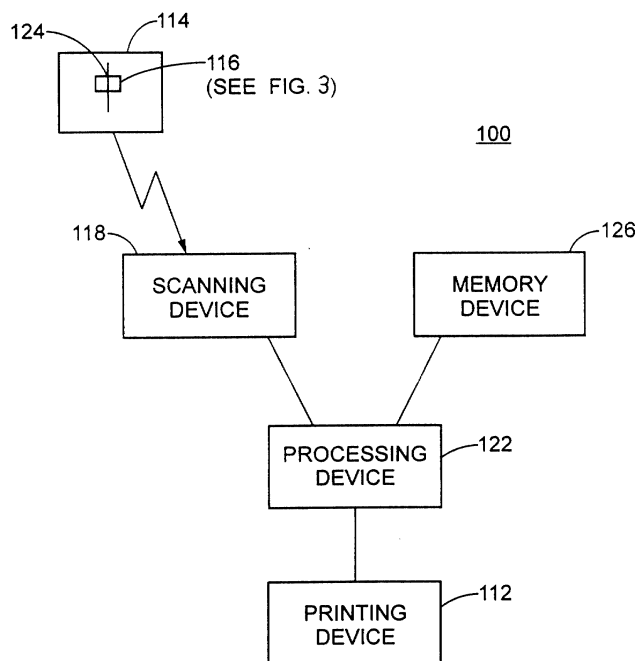 114
124
116
(SEE FIG. 3)
100
118
126
SCANNING
DEVICE
MEMORY
DEVICE
PROCESSING
DEVICE
122
PRINTING
DEVICE
112